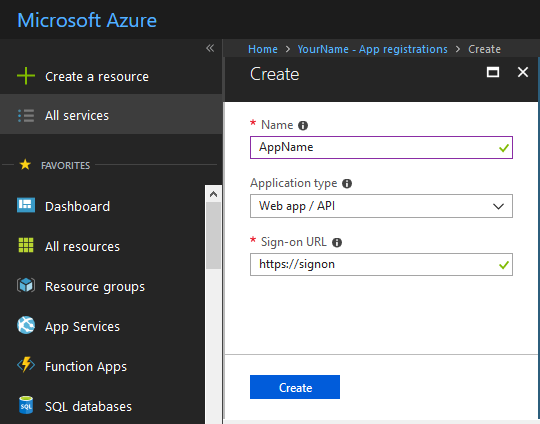 Microsoft Azure
Home > YourName - App registrations > Create
Create a resource
All services
FAVORITES
Dashboard
All resources
Resource groups
App Services
Function Apps
SQL databases
Create
* Name
AppName
Application type
Web app / API
* Sign-on URL
https://signon
Create